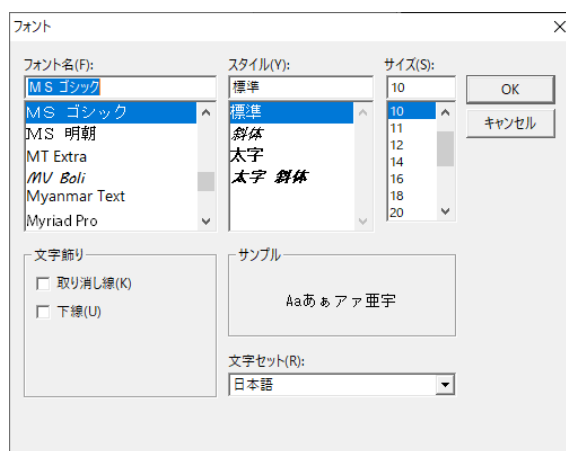 フォント
フォント名(F):
ＭＳ ゴシック
ＭＳ ゴシック
ＭＳ 明朝
MT Extra
MV Boli
Myanmar Text
Myriad Pro
スタイル(Y):
標準
標準
斜体
太字
太字 斜体
サイズ(S):
10
10
11
12
14
16
18
20
OK
キャンセル
文字飾り
取り消し線(K)
下線(U)
サンプル
Aaあぁアァ亜宇
文字セット(R):
日本語